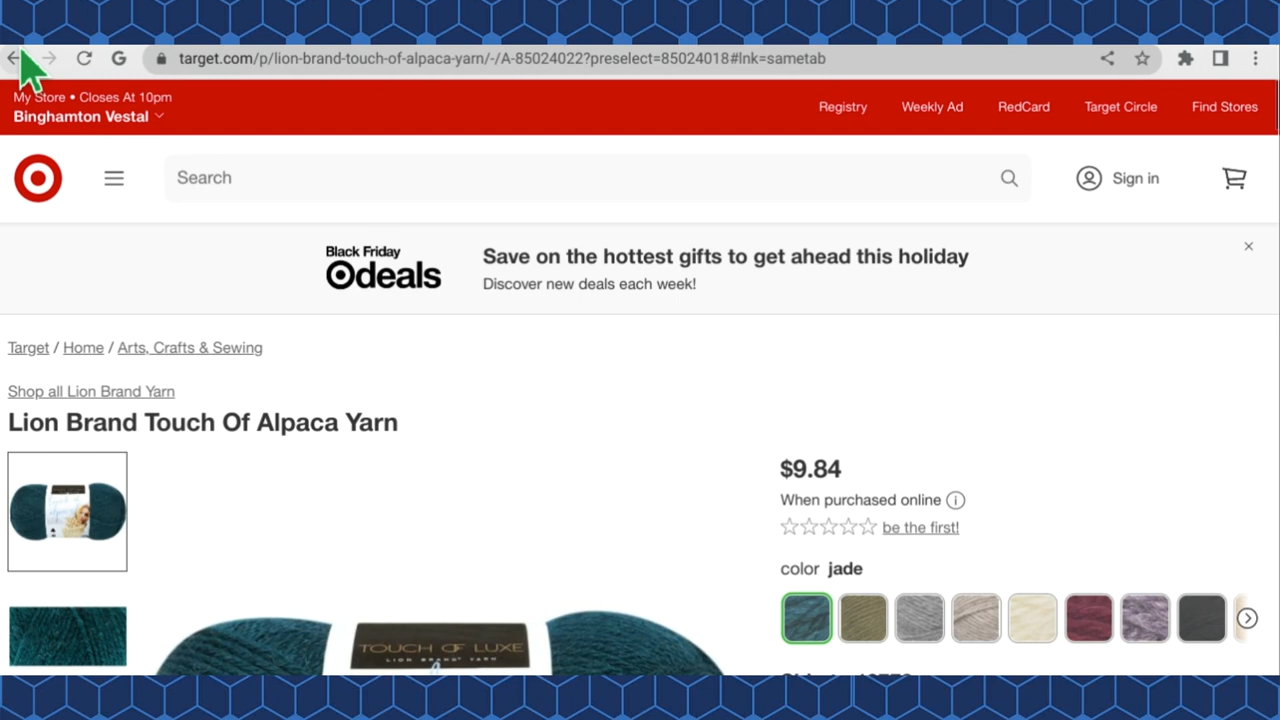 target.com/p/lion-brand-touch-of-alpaca-yarn/-/A-85024022?preselect=85024018#lnk=sametab
My Store • Closes At 10pm
Binghamton Vestal
Registry Weekly Ad RedCard Target Circle Find Stores
Search
Sign in
Black Friday
deals
Save on the hottest gifts to get ahead this holiday
Discover new deals each week!
Target / Home / Arts, Crafts & Sewing
Shop all Lion Brand Yarn
Lion Brand Touch Of Alpaca Yarn
$9.84
When purchased online
be the first!
color jade
TOUCH OF LUXE
LION BRAND® YARN